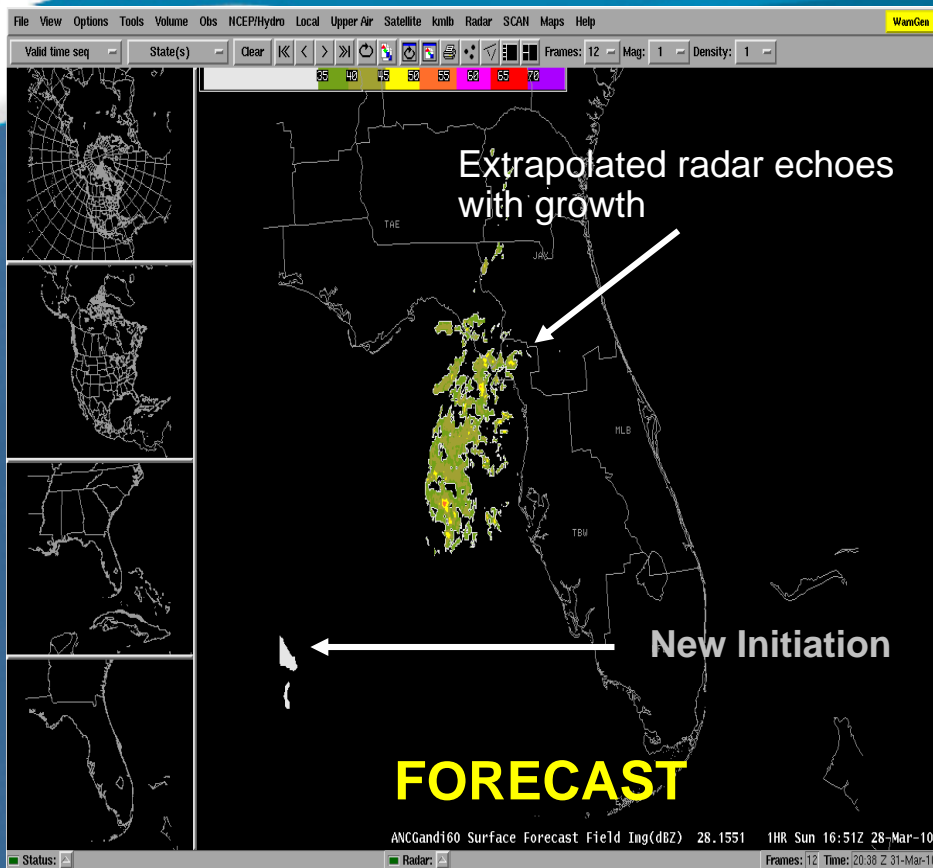 File View Options Tools Volume Obs NCEP/Hydro Local Upper Air Satellite kmlb Radar SCAN Maps Help WarnGen
Valid time seq State(s) Clear Frames: 12 Mag: 1 Density: 1
35 40 45 50 55 60 65 70
Extrapolated radar echoes
with growth
TAE
JAX
MLB
TBW
New Initiation
FORECAST
ANCGandi60 Surface Forecast Field Img(dBZ) 28.1551 1HR Sun 16:51Z 28-Mar-10
Status: Radar: Frames: 12 Time: 20:38 Z 31-Mar-1